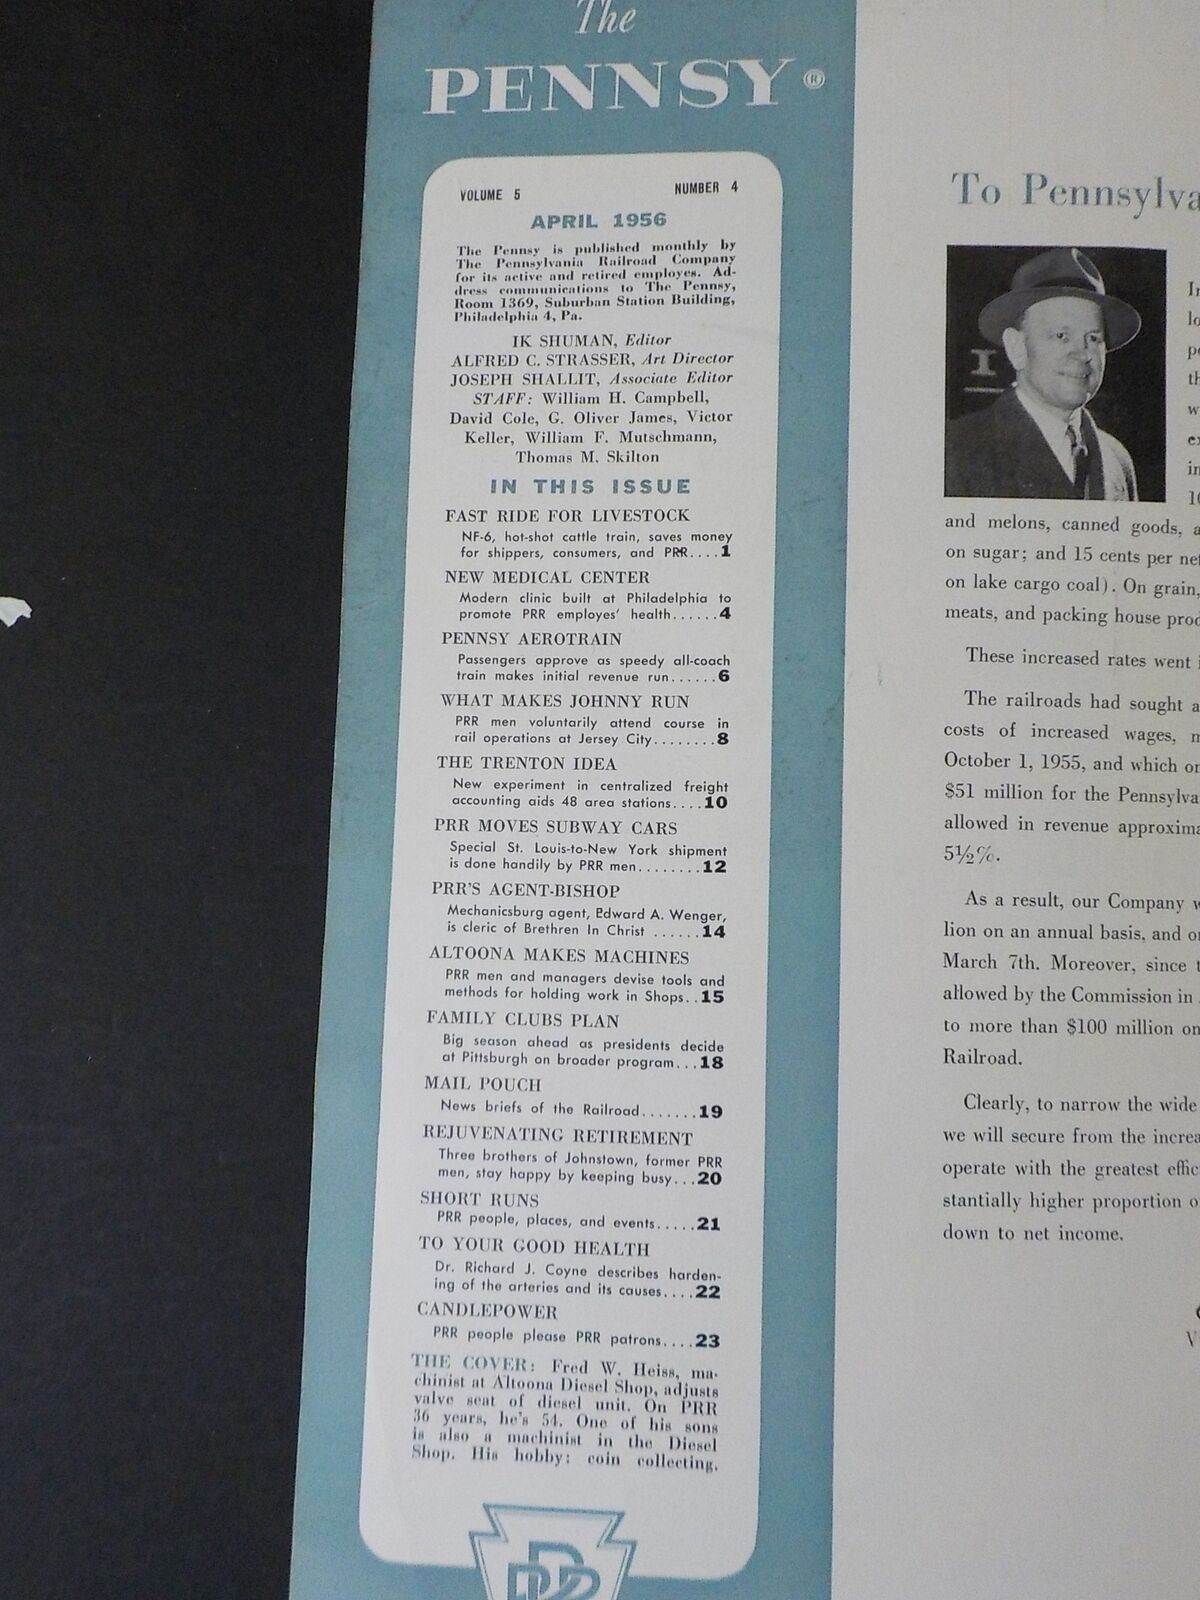 The
PENNSY®
VOLUME 5 NUMBER 4
APRIL 1956
The Pennsy is published monthly by
The Pennsylvania Railroad Company
for its active and retired employes. Ad-
dress communications to The Pennsy,
Room 1369, Suburban Station Building,
Philadelphia 4, Pa.
IK SHUMAN, Editor
ALFRED C. STRASSER, Art Director
JOSEPH SHALLIT, Associate Editor
STAFF: William H. Campbell,
David Cole, G. Oliver James, Victor
Keller, William F. Mutschmann,
Thomas M. Skilton
IN THIS ISSUE
FAST RIDE FOR LIVESTOCK
NF-6, hot-shot cattle train, saves money
for shippers, consumers, and PRR....1
NEW MEDICAL CENTER
Modern clinic built at Philadelphia to
promote PRR employes' health......4
PENNSY AEROTRAIN
Passengers approve as speedy all-coach
train makes initial revenue run......6
WHAT MAKES JOHNNY RUN
PRR men voluntarily attend course in
rail operations at Jersey City........8
THE TRENTON IDEA
New experiment in centralized freight
accounting aids 48 area stations....10
PRR MOVES SUBWAY CARS
Special St. Louis-to-New York shipment
is done handily by PRR men........12
PRR'S AGENT-BISHOP
Mechanicsburg agent, Edward A. Wenger,
is cleric of Brethren In Christ ......14
ALTOONA MAKES MACHINES
PRR men and managers devise tools and
methods for holding work in Shops..15
FAMILY CLUBS PLAN
Big season ahead as presidents decide
at Pittsburgh on broader program...18
MAIL POUCH
News briefs of the Railroad.......19
REJUVENATING RETIREMENT
Three brothers of Johnstown, former PRR
men, stay happy by keeping busy...20
SHORT RUNS
PRR people, places, and events.....21
TO YOUR GOOD HEALTH
Dr. Richard J. Coyne describes harden-
ing of the arteries and its causes....22
CANDLEPOWER
PRR people please PRR patrons....23
THE COVER: Fred W. Heiss, ma-
chinist at Altoona Diesel Shop, adjusts
valve seat of diesel unit. On PRR
36 years, he's 54. One of his sons
is also a machinist in the Diesel
Shop. His hobby: coin collecting.
PRR
To Pennsylva
I
In
lo
pe
th
w
ex
in
10
and melons, canned goods, a
on sugar; and 15 cents per ne
on lake cargo coal). On grain,
meats, and packing house proc
These increased rates went i
The railroads had sought a
costs of increased wages, m
October 1, 1955, and which on
$51 million for the Pennsylva
allowed in revenue approxima
5½%.
As a result, our Company w
lion on an annual basis, and o
March 7th. Moreover, since t
allowed by the Commission in
to more than $100 million on
Railroad.
Clearly, to narrow the wide
we will secure from the increa
operate with the greatest effic
stantially higher proportion o
down to net income.
V